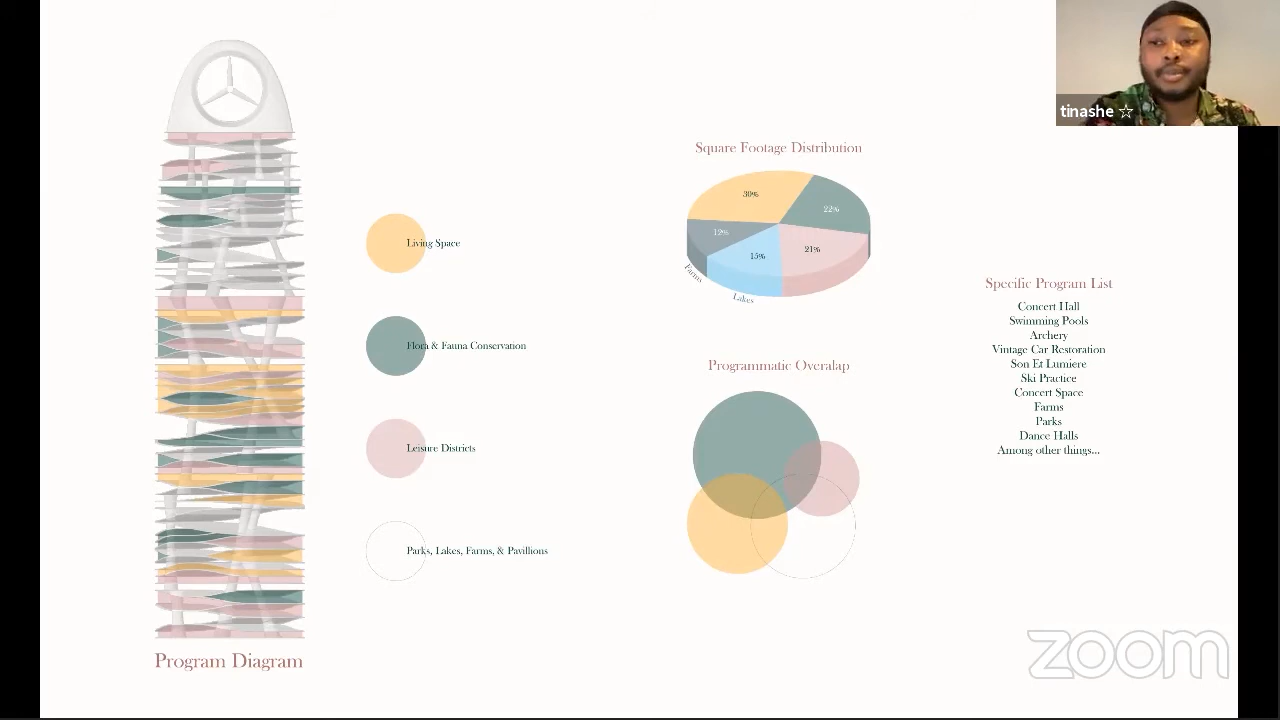 tinashe ☆
Square Footage Distribution
30%
22%
12%
15%
21%
Farms
Lakes
Living Space
Flora & Fauna Conservation
Leisure Districts
Parks, Lakes, Farms, & Pavillions
Programmatic Overalap
Specific Program List
Concert Hall
Swimming Pools
Archery
Vintage Car Restoration
Son Et Lumiere
Ski Practice
Concert Space
Farms
Parks
Dance Halls
Among other things...
Program Diagram
zoom